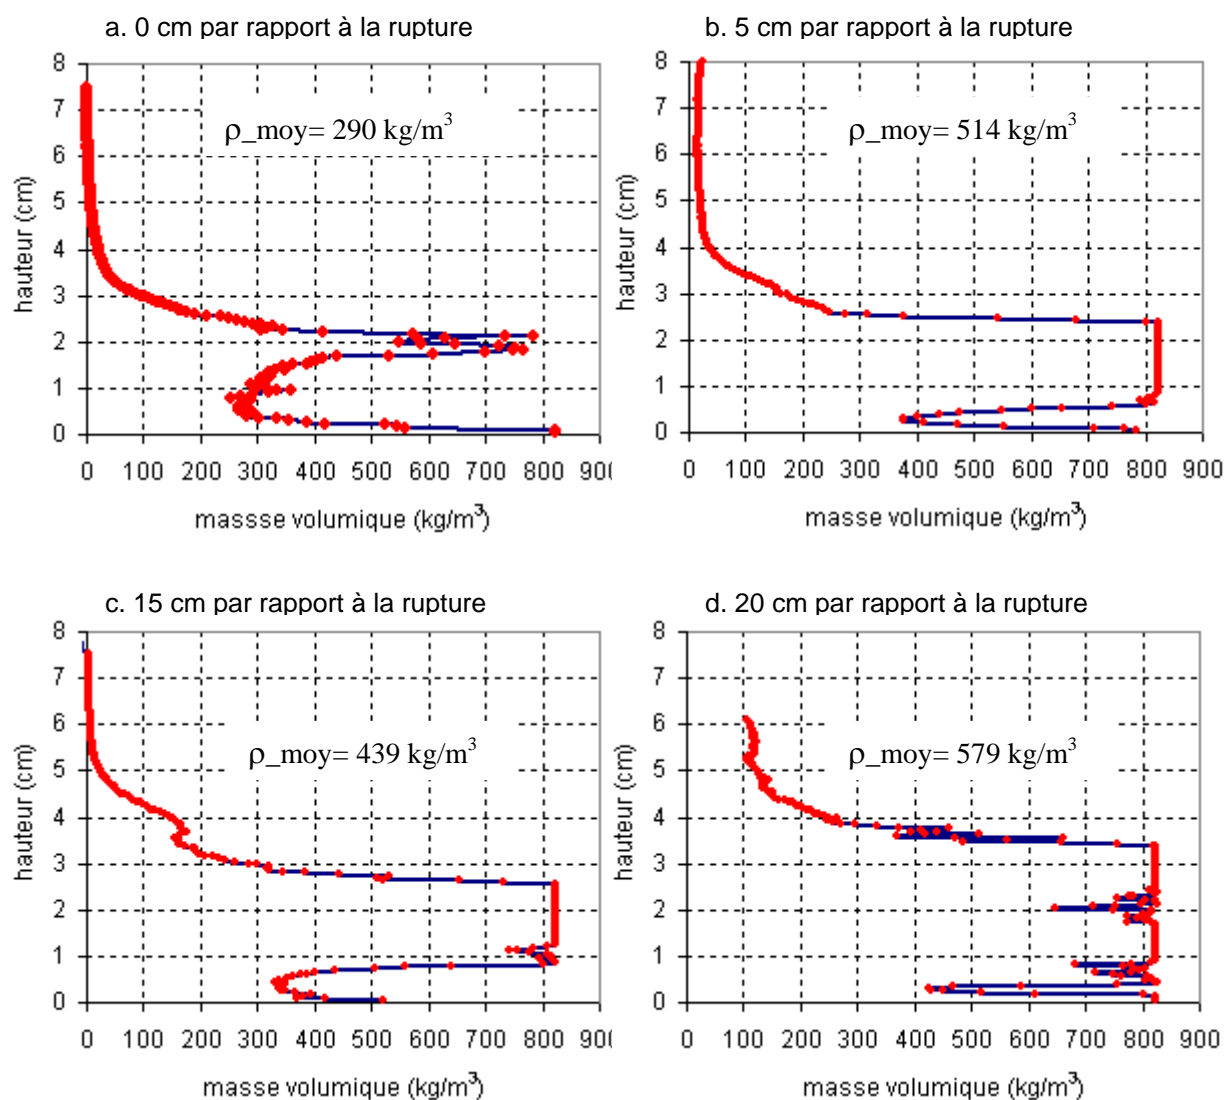 a. 0 cm par rapport à la rupture
8
7
6
5
4
3
2
1
0
hauteur (cm)
ρ_moy= 290 kg/m³
0 100 200 300 400 500 600 700 800 900
massse volumique (kg/m³)
b. 5 cm par rapport à la rupture
8
7
6
5
4
3
2
1
0
hauteur (cm)
ρ_moy= 514 kg/m³
0 100 200 300 400 500 600 700 800 900
masse volumique (kg/m³)
c. 15 cm par rapport à la rupture
8
7
6
5
4
3
2
1
0
hauteur (cm)
ρ_moy= 439 kg/m³
0 100 200 300 400 500 600 700 800 900
masse volumique (kg/m³)
d. 20 cm par rapport à la rupture
8
7
6
5
4
3
2
1
0
hauteur (cm)
ρ_moy= 579 kg/m³
0 100 200 300 400 500 600 700 800 900
masse volumique (kg/m³)